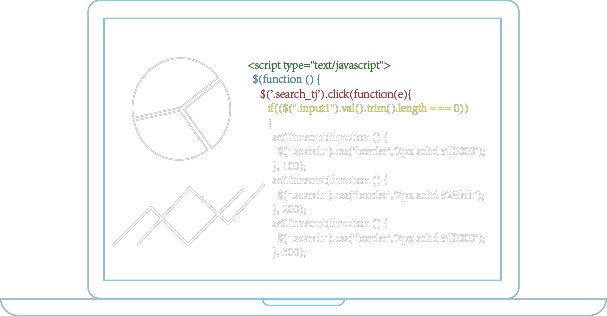 <script type="text/javascript">
$(function () {
$('.search_tj').click(function(e){
if(($(".input1").val().trim().length === 0))
{
setTimeout(function () {
$('.search').css("border","2px solid #ff0000");
}, 100);
setTimeout(function () {
$('.search').css("border","2px solid
}, 200);
setTimeout(function () {
$('.search').css("border","2px solid #ff0000");
}, 300);